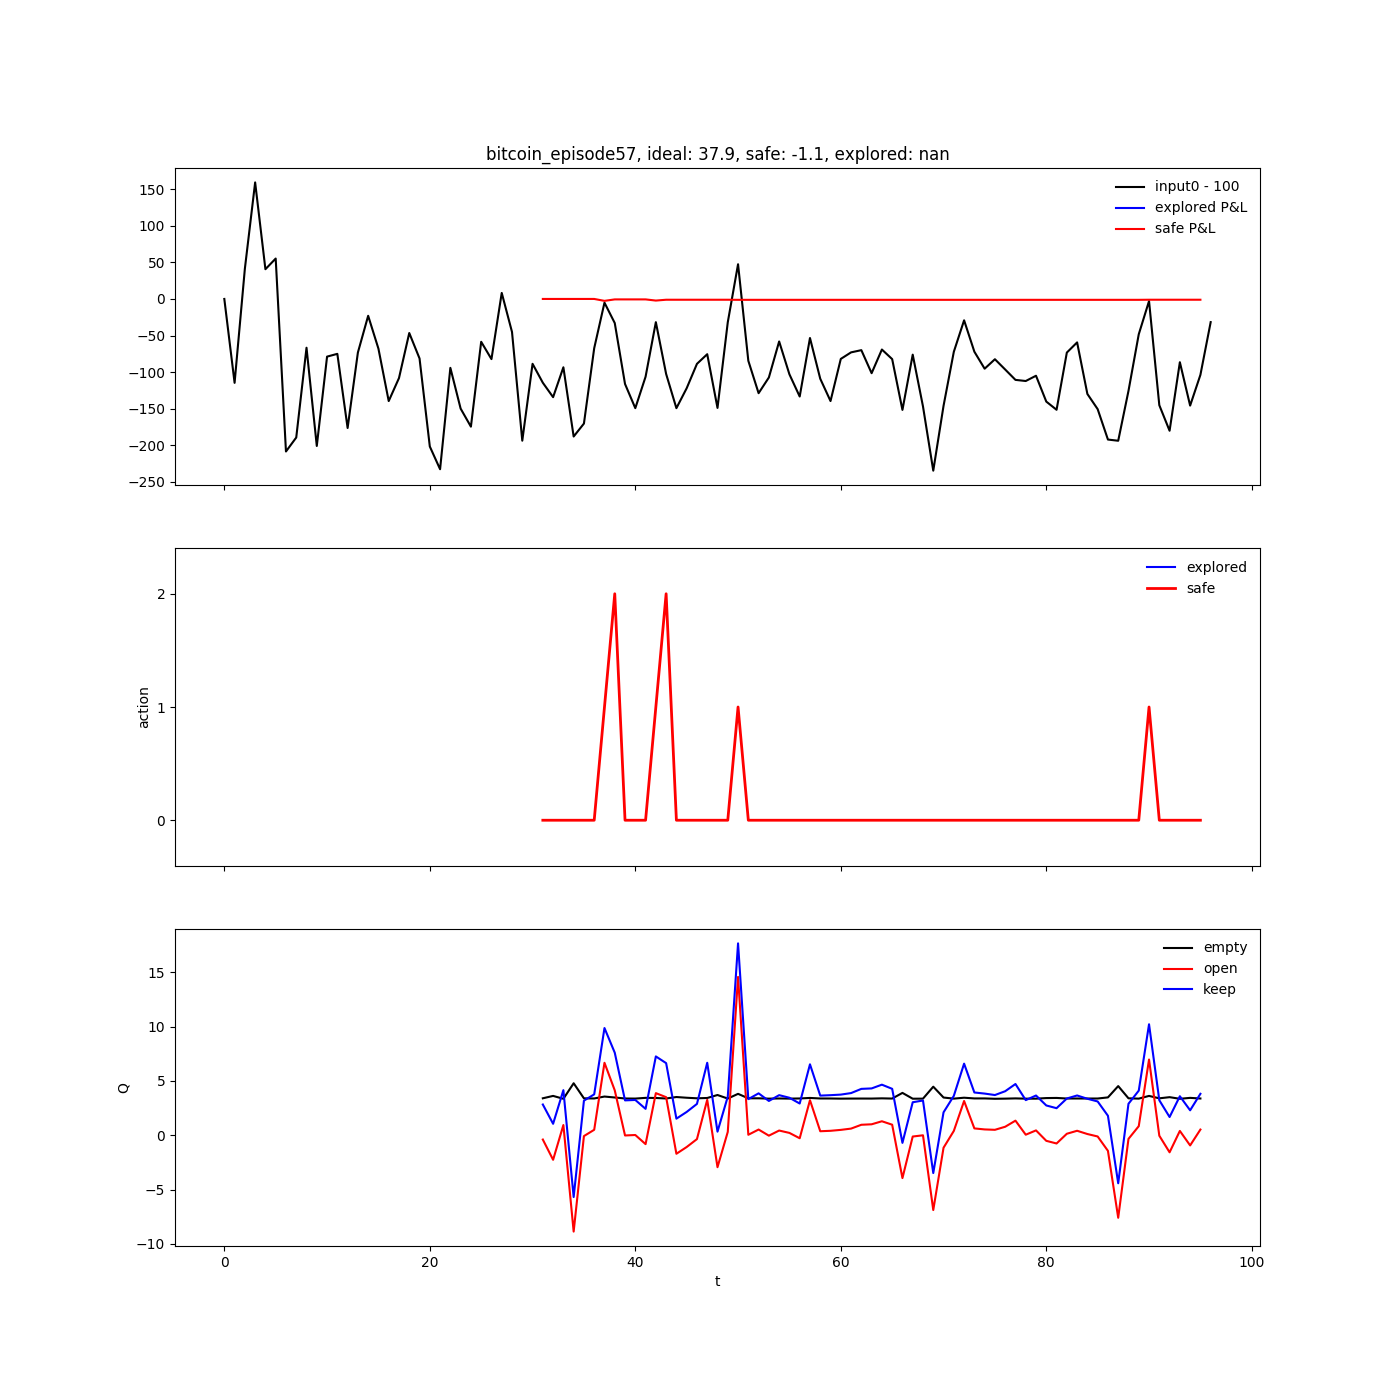 bitcoin_episode57, ideal: 37.9, safe: -1.1, explored: nan
150
100
50
0
−50
−100
−150
−200
−250
input0 - 100
explored P&L
safe P&L
action
2
1
0
explored
safe
Q
15
10
5
0
−5
−10
empty
open
keep
0 20 40 60 80 100
t